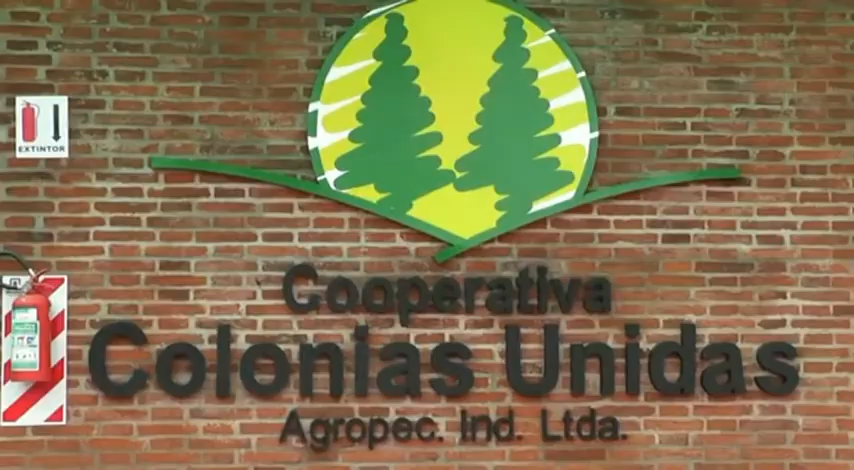 EXTINTOR
Cooperativa
Colonias Unidas
Agropec. Ind. Ltda.